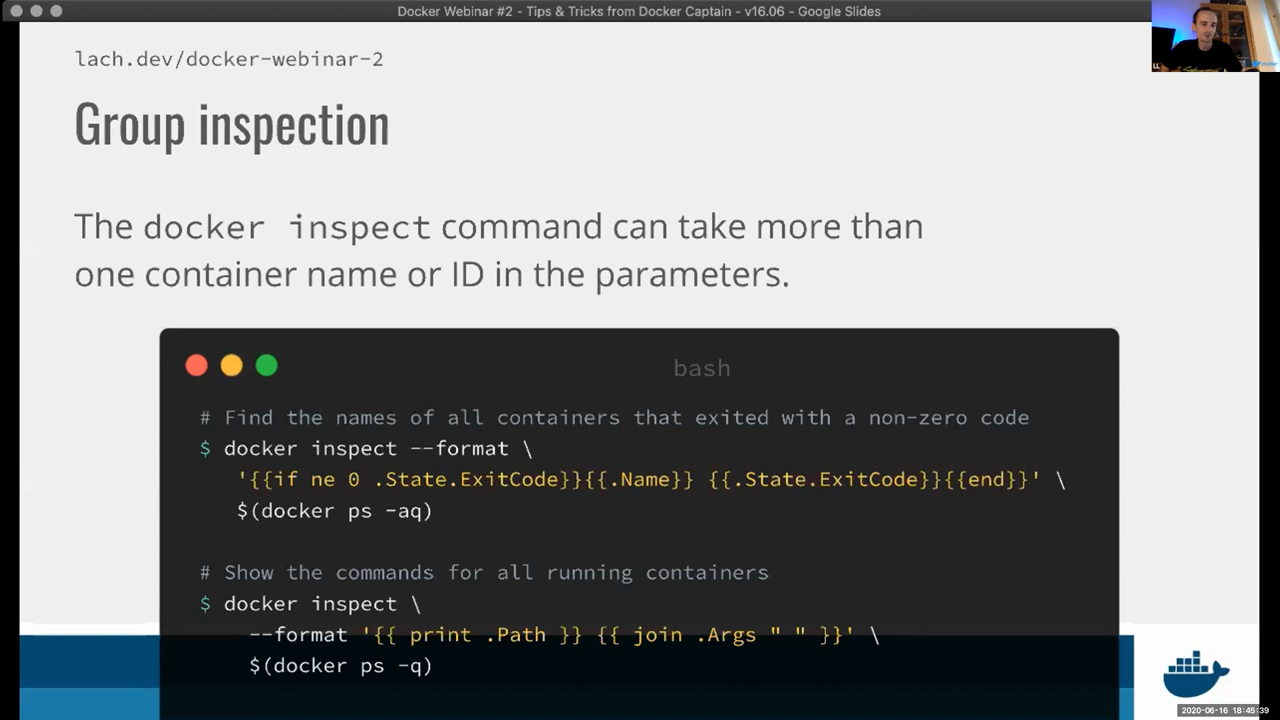 Docker Webinar #2 - Tips & Tricks from Docker Captain - v16.06 - Google Slides
lach.dev/docker-webinar-2
Group inspection
The docker inspect command can take more than
one container name or ID in the parameters.
bash
# Find the names of all containers that exited with a non-zero code
$ docker inspect --format \
'{{if ne 0 .State.ExitCode}}{{.Name}} {{.State.ExitCode}}{{end}}' \
$(docker ps -aq)
# Show the commands for all running containers
$ docker inspect \
--format '{{ print .Path }} {{ join .Args " " }}' \
$(docker ps -q)
LL
docker
2020-06-16 18:45:39